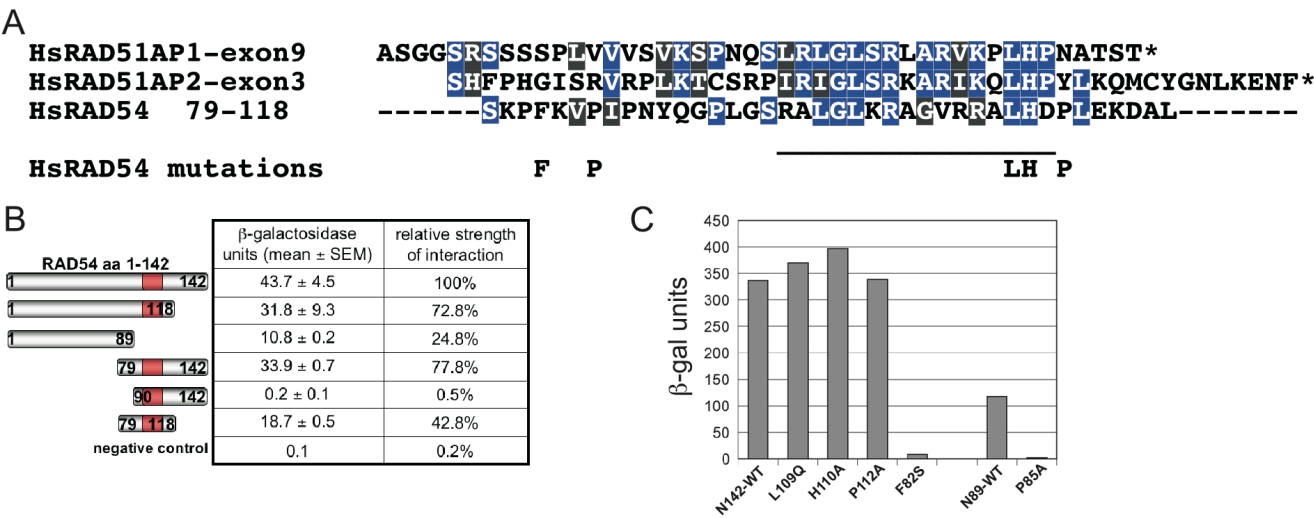 A
HsRAD51AP1-exon9 ASGGSRSSSSSPLVVVSVKSPNQSLRLGLSRLARVKPLHPNATST*
HsRAD51AP2-exon3 SHFPHGISRVRPLKTCSRPIRIGLSRKARIKQLHPYLKQMCYGNLKENF*
HsRAD54 79-118 ------SKPFKVPIPNYQGPLGSRALGLKRAGVRRALHDPLEKDAL-------
HsRAD54 mutations F P LH P
B
RAD54 aa 1-142
β-galactosidase units (mean ± SEM) relative strength of interaction
1 142 43.7 ± 4.5 100%
1 118 31.8 ± 9.3 72.8%
1 89 10.8 ± 0.2 24.8%
79 142 33.9 ± 0.7 77.8%
90 142 0.2 ± 0.1 0.5%
79 118 18.7 ± 0.5 42.8%
negative control 0.1 0.2%
C
β-gal units
450
400
350
300
250
200
150
100
50
0
N142-WT L109Q H110A P112A F82S N89-WT P85A